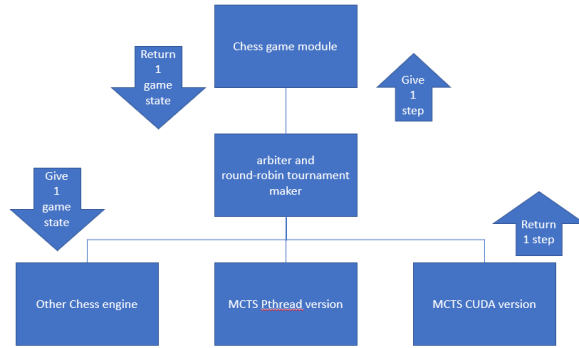 Chess game module
Return
1
game
state
Give
1
step
arbiter and
round-robin tournament
maker
Give
1
game
state
Return
1 step
Other Chess engine
MCTS Pthread version
MCTS CUDA version